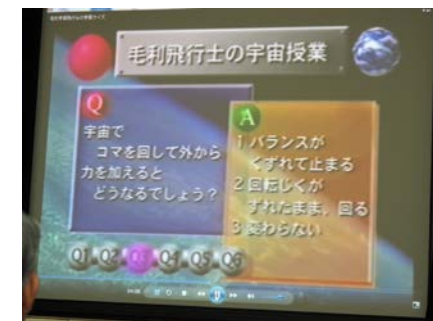 毛利飛行士の宇宙授業
Q
宇宙で
コマを回して外から
力を加えると
どうなるでしょう？
A
1 バランスが
くずれて止まる
2 回転じくが
ずれたまま、回る
3 変わらない
Q1 Q2 Q3 Q4 Q5 Q6